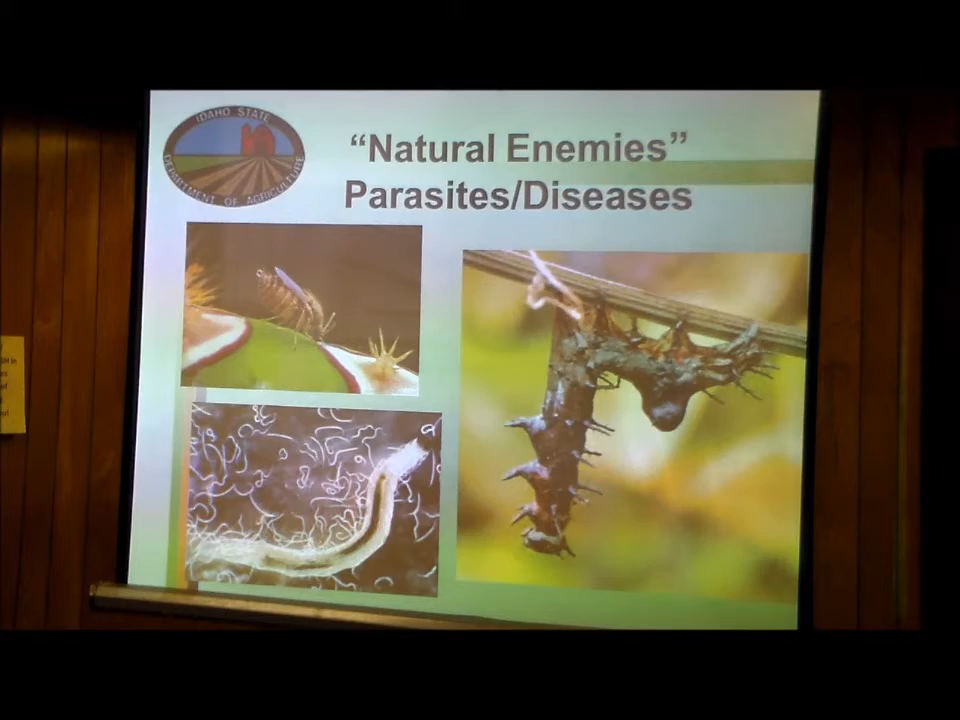 IDAHO STATE
DEPARTMENT OF AGRICULTURE
“Natural Enemies”
Parasites/Diseases